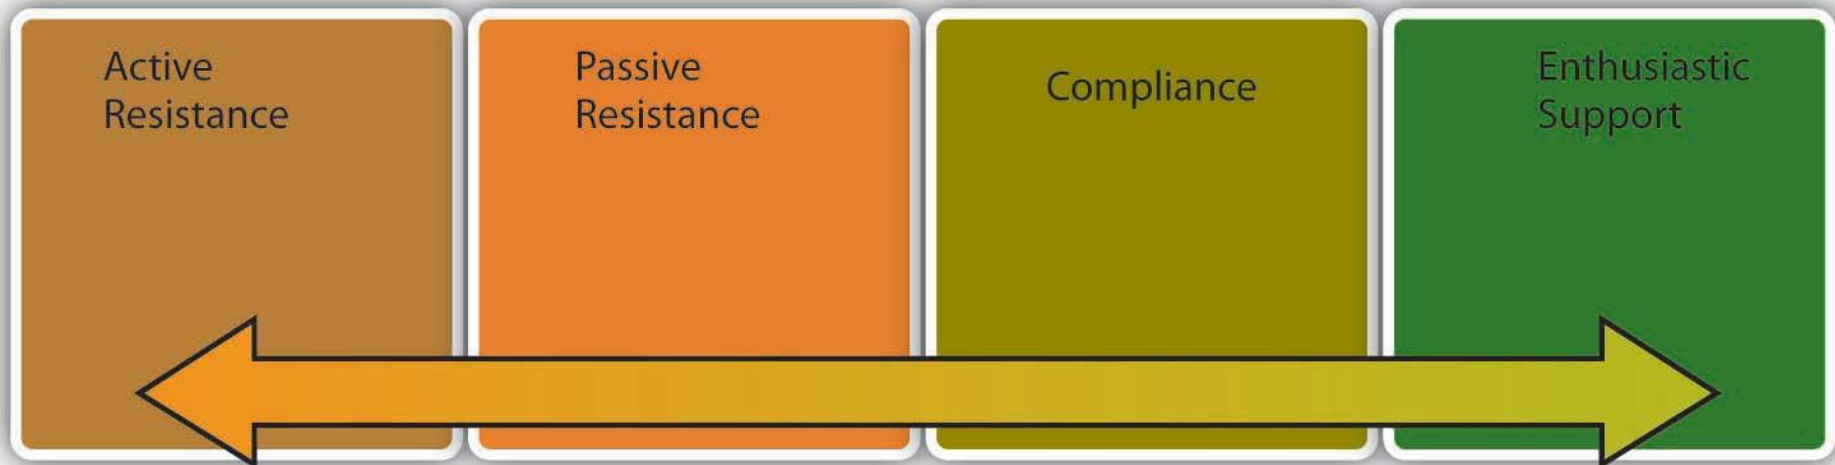 Active
Resistance
Passive
Resistance
Compliance
Enthusiastic
Support